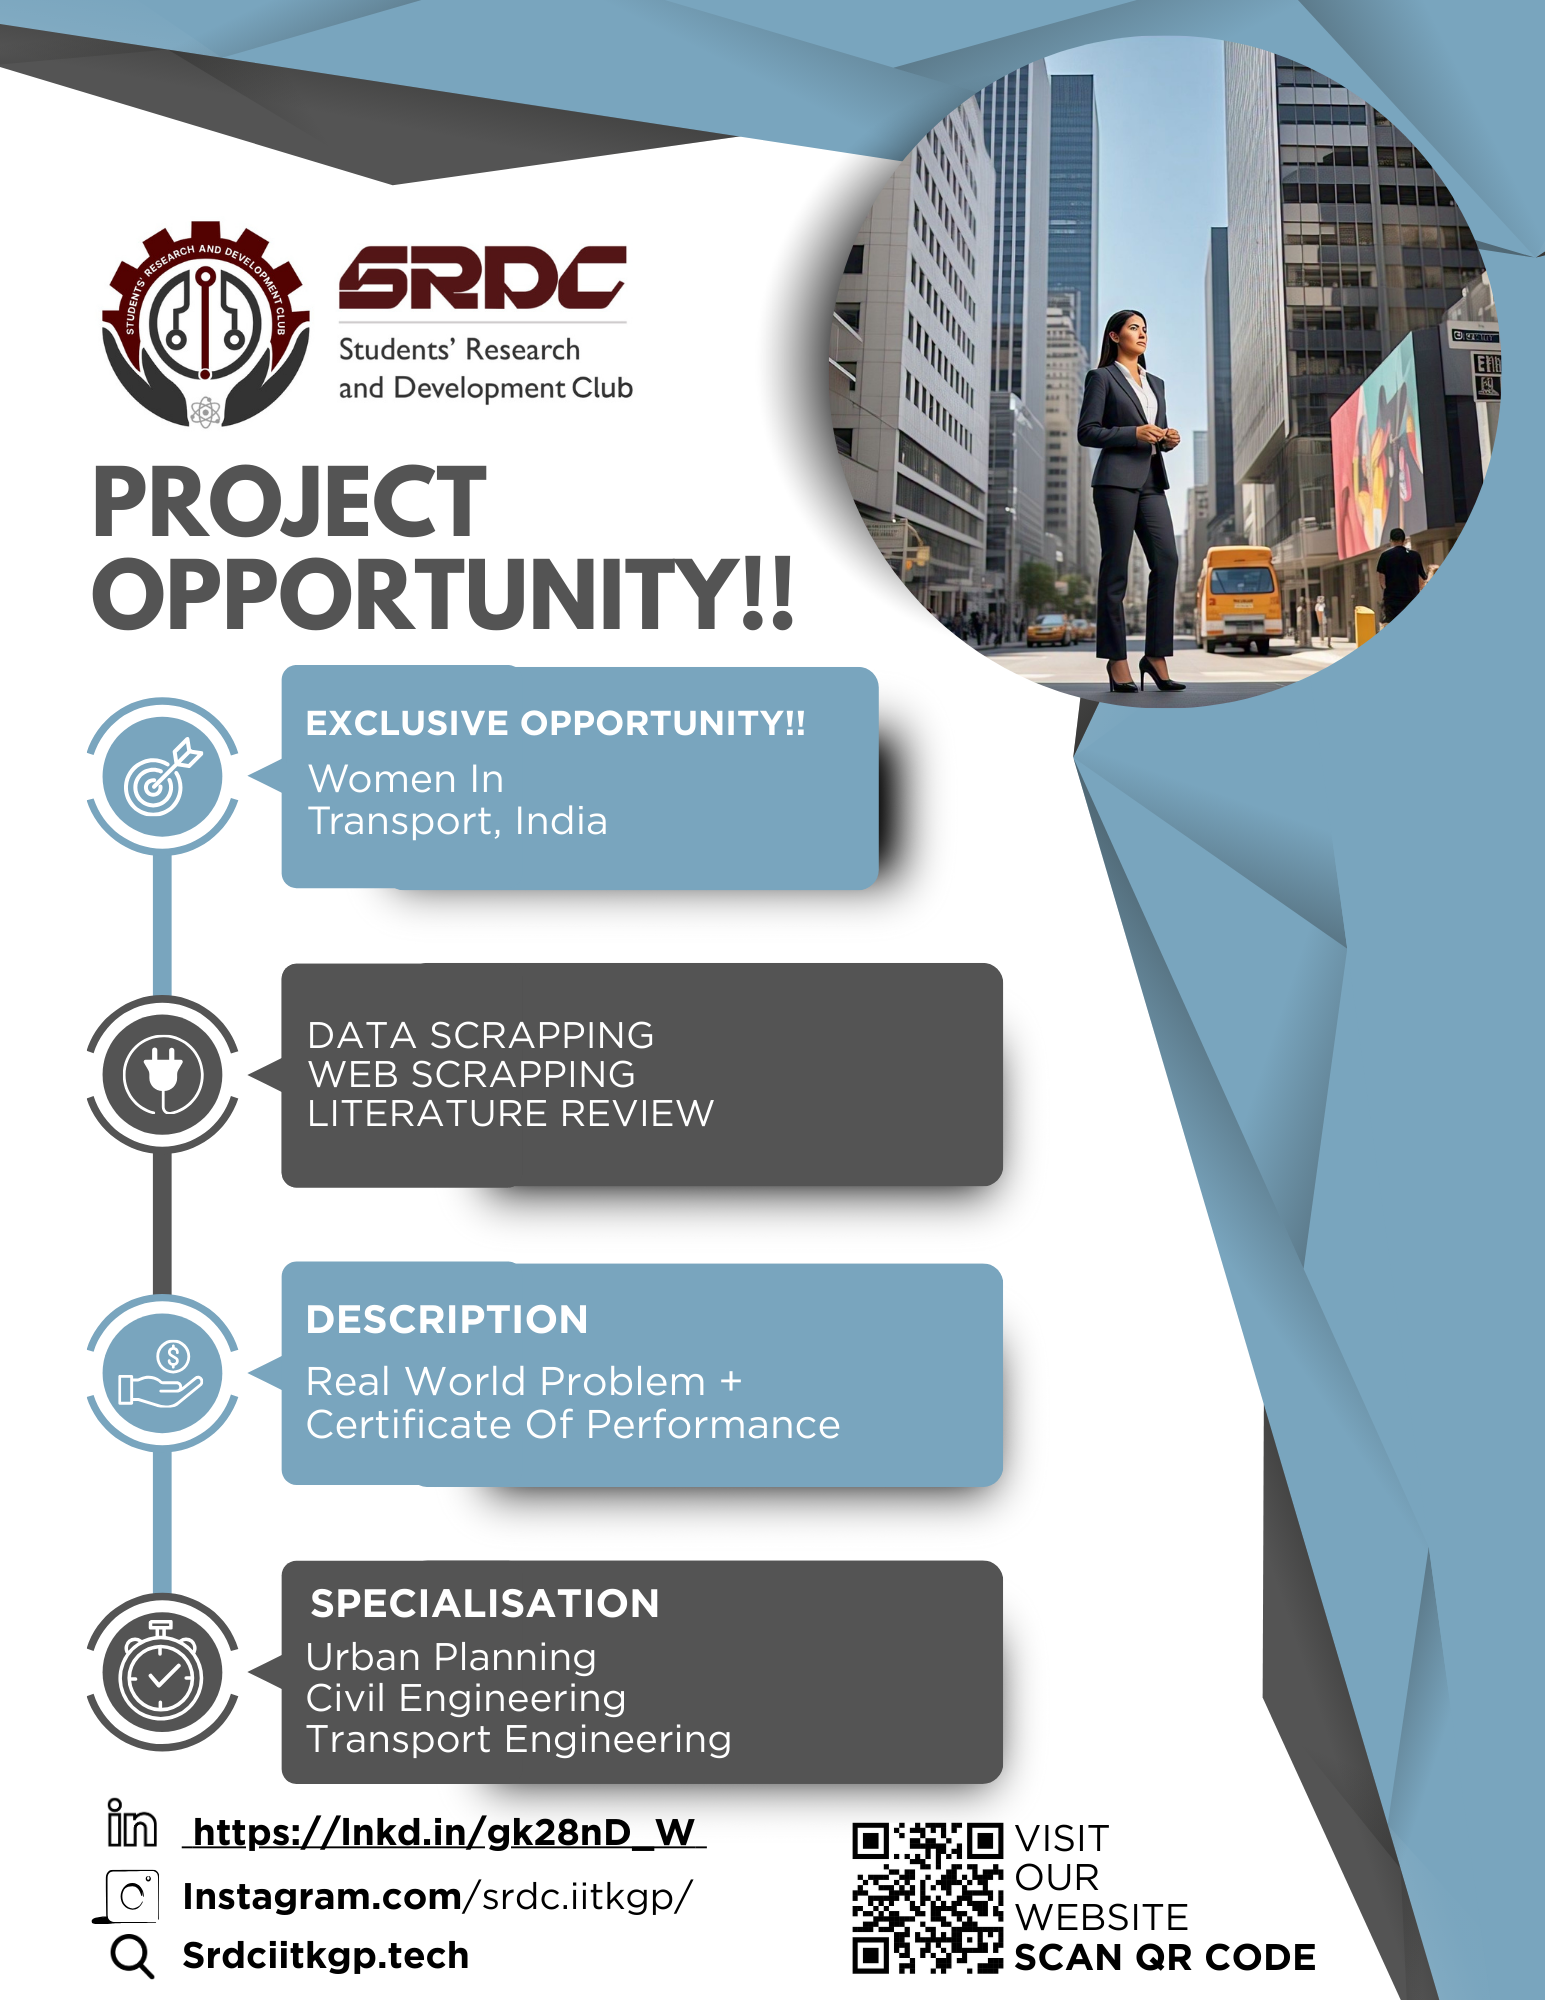 STUDENTS' RESEARCH AND DEVELOPMENT CLUB
SRDC
Students' Research
and Development Club
PROJECT
OPPORTUNITY!!
EXCLUSIVE OPPORTUNITY!!
Women In
Transport, India
DATA SCRAPPING
WEB SCRAPPING
LITERATURE REVIEW
DESCRIPTION
Real World Problem +
Certificate Of Performance
SPECIALISATION
Urban Planning
Civil Engineering
Transport Engineering
in https://lnkd.in/gk28nD_W
Instagram.com/srdc.iitkgp/
Srdciitkgp.tech
VISIT
OUR
WEBSITE
SCAN QR CODE